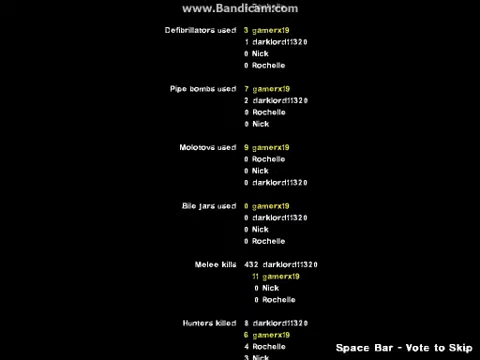 www.Bandicam.com
Defibrillators used 3 gamerx19
1 darklord11320
0 Nick
0 Rochelle
Pipe bombs used 7 gamerx19
2 darklord11320
0 Rochelle
0 Nick
Molotovs used 9 gamerx19
0 Rochelle
0 Nick
0 darklord11320
Bile jars used 0 gamerx19
0 darklord11320
0 Nick
0 Rochelle
Melee kills 432 darklord11320
11 gamerx19
0 Nick
0 Rochelle
Hunters killed 8 darklord11320
6 gamerx19
4 Rochelle
3 Nick
Space Bar - Vote to Skip